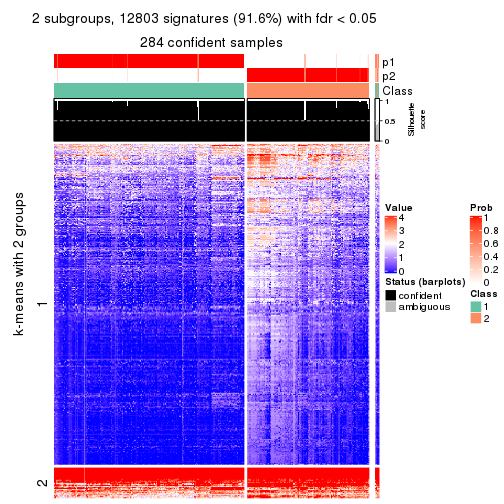 2 subgroups, 12803 signatures (91.6%) with fdr < 0.05
284 confident samples
p1
p2
Class
1
0.5
0
Silhouette
score
k-means with 2 groups
1
2
Value
4
3
2
1
0
Status (barplots)
confident
ambiguous
Prob
1
0.8
0.6
0.4
0.2
0
Class
1
2